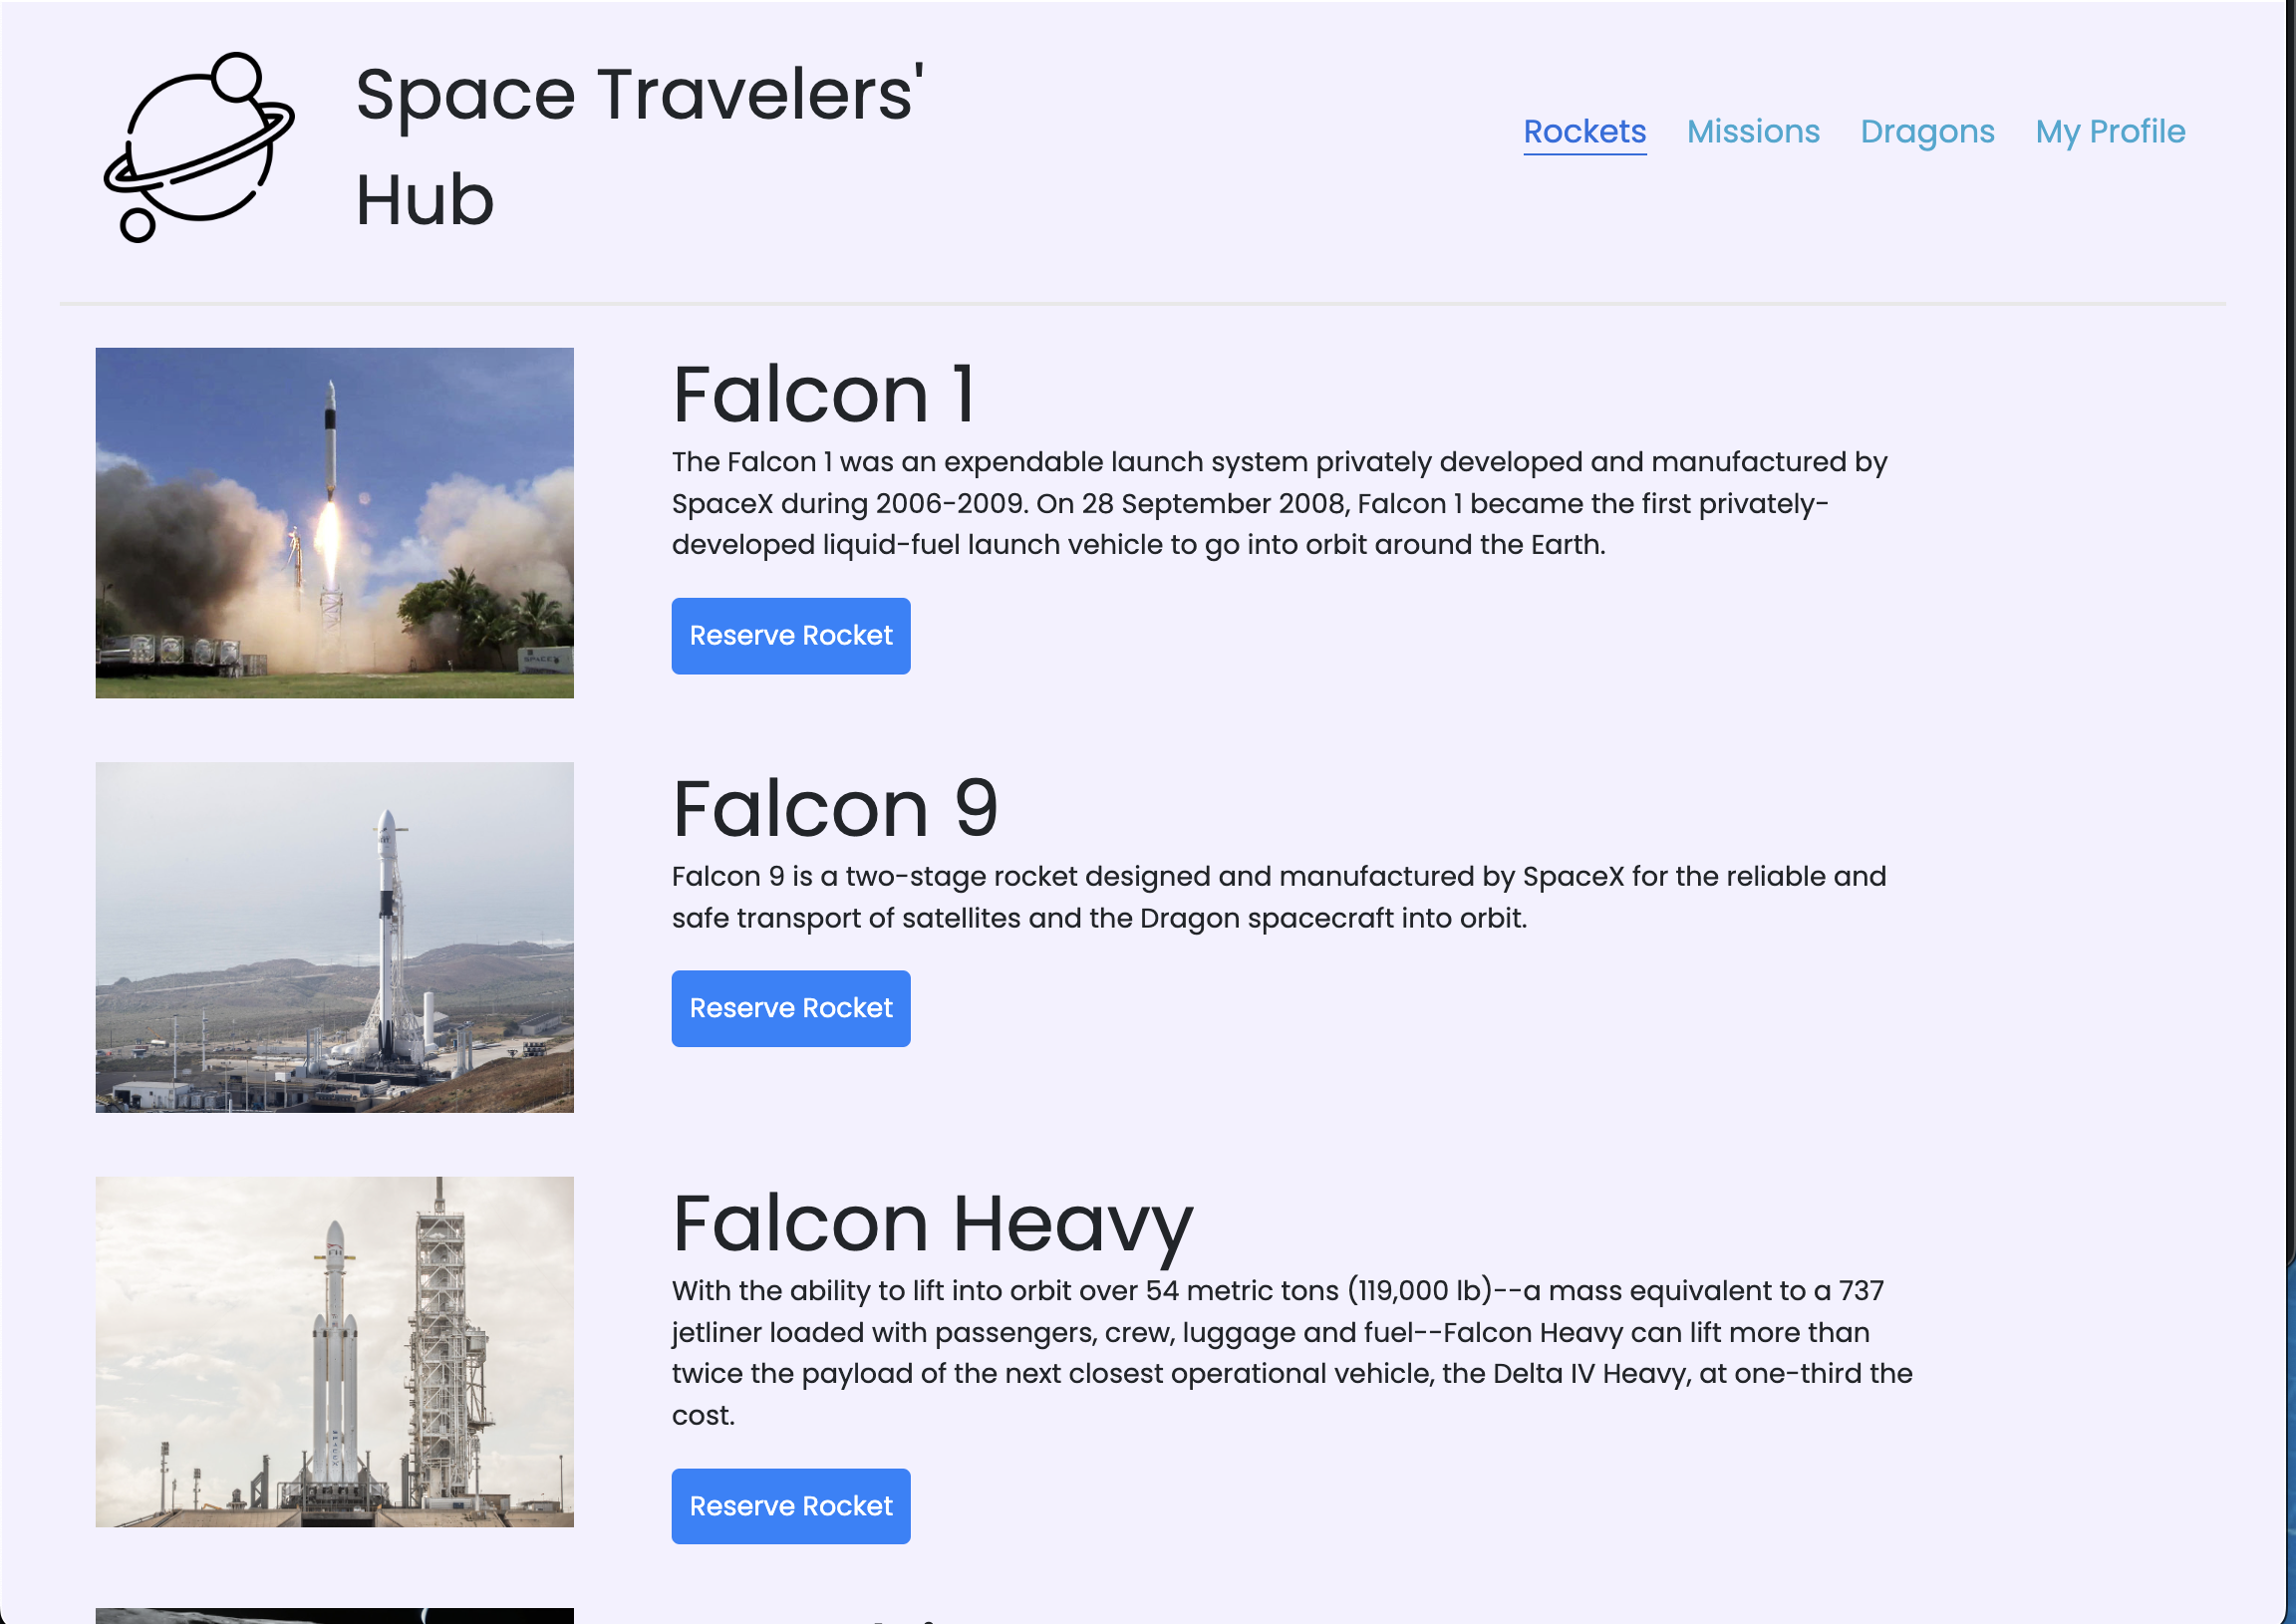 Space Travelers'
Hub
Rockets Missions Dragons My Profile
Falcon 1
The Falcon 1 was an expendable launch system privately developed and manufactured by
SpaceX during 2006-2009. On 28 September 2008, Falcon 1 became the first privately-
developed liquid-fuel launch vehicle to go into orbit around the Earth.
Reserve Rocket
Falcon 9
Falcon 9 is a two-stage rocket designed and manufactured by SpaceX for the reliable and
safe transport of satellites and the Dragon spacecraft into orbit.
Reserve Rocket
Falcon Heavy
With the ability to lift into orbit over 54 metric tons (119,000 lb)--a mass equivalent to a 737
jetliner loaded with passengers, crew, luggage and fuel--Falcon Heavy can lift more than
twice the payload of the next closest operational vehicle, the Delta IV Heavy, at one-third the
cost.
Reserve Rocket